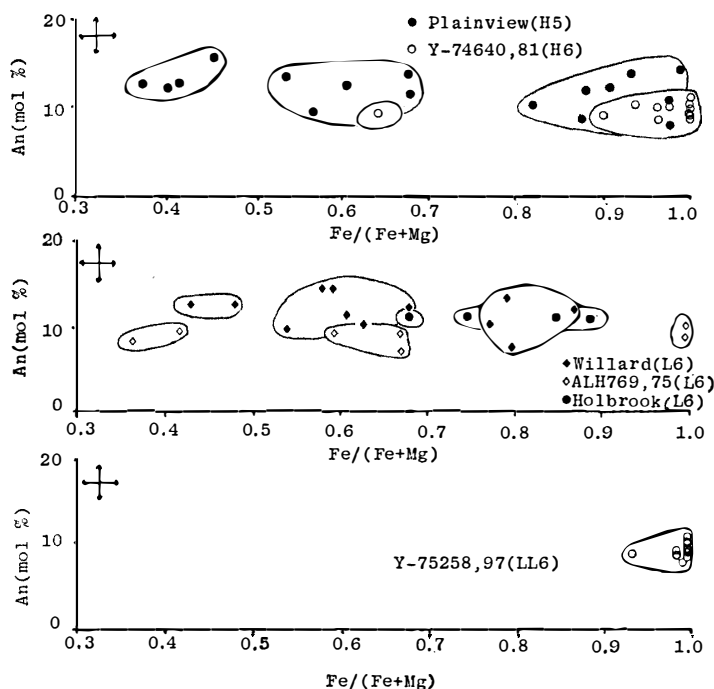 ● Plainview(H5)
○ Y-74640,81(H6)
An(mol %)
20
10
0
0.3 0.4 0.5 0.6 0.7 0.8 0.9 1.0
Fe/(Fe+Mg)
An(mol %)
20
10
0
◆Willard(L6)
◇ALH769,75(L6)
●Holbrook(L6)
0.3 0.4 0.5 0.6 0.7 0.8 0.9 1.0
Fe/(Fe+Mg)
An(mol %)
20
10
0
Y-75258,97(LL6)
0.3 0.4 0.5 0.6 0.7 0.8 0.9 1.0
Fe/(Fe+Mg)